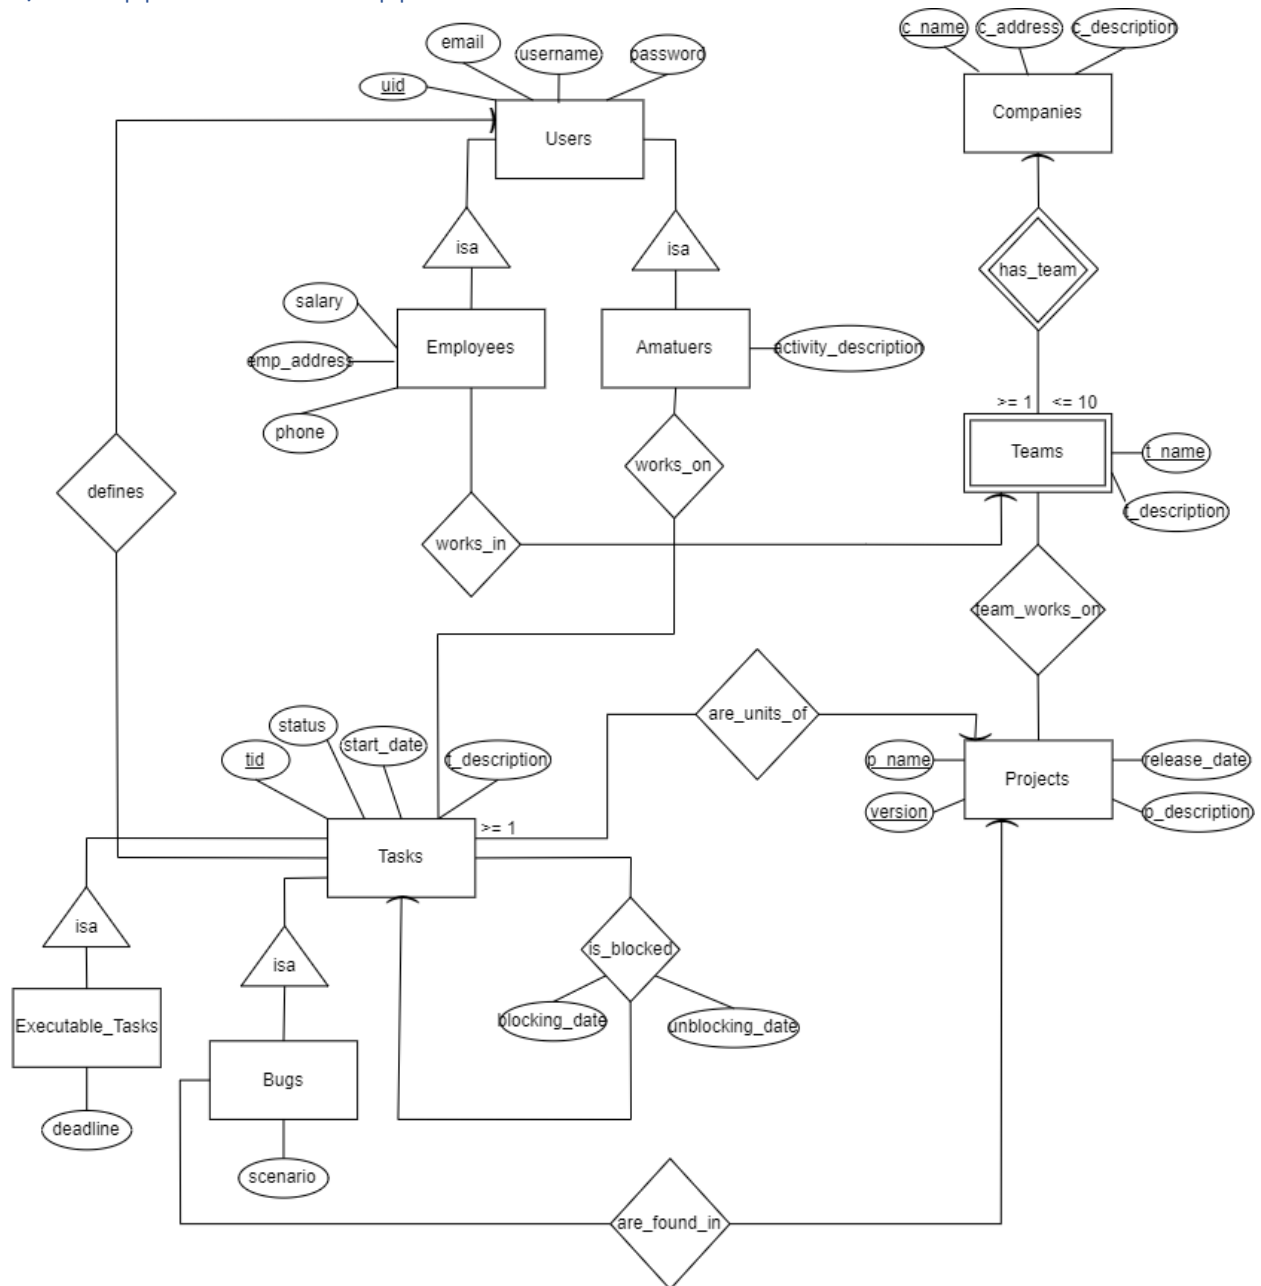 c_name
c_address
c_description
email
username
password
uid
Companies
Users
isa
isa
has_team
salary
Employees
Amatuers
activity_description
emp_address
>= 1
<= 10
phone
Teams
t_name
works_on
defines
t_description
works_in
team_works_on
are_units_of
status
start_date
tid
t_description
p_name
release_date
Projects
version
p_description
>= 1
Tasks
isa
is_blocked
isa
blocking_date
unblocking_date
Executable_Tasks
Bugs
deadline
scenario
are_found_in